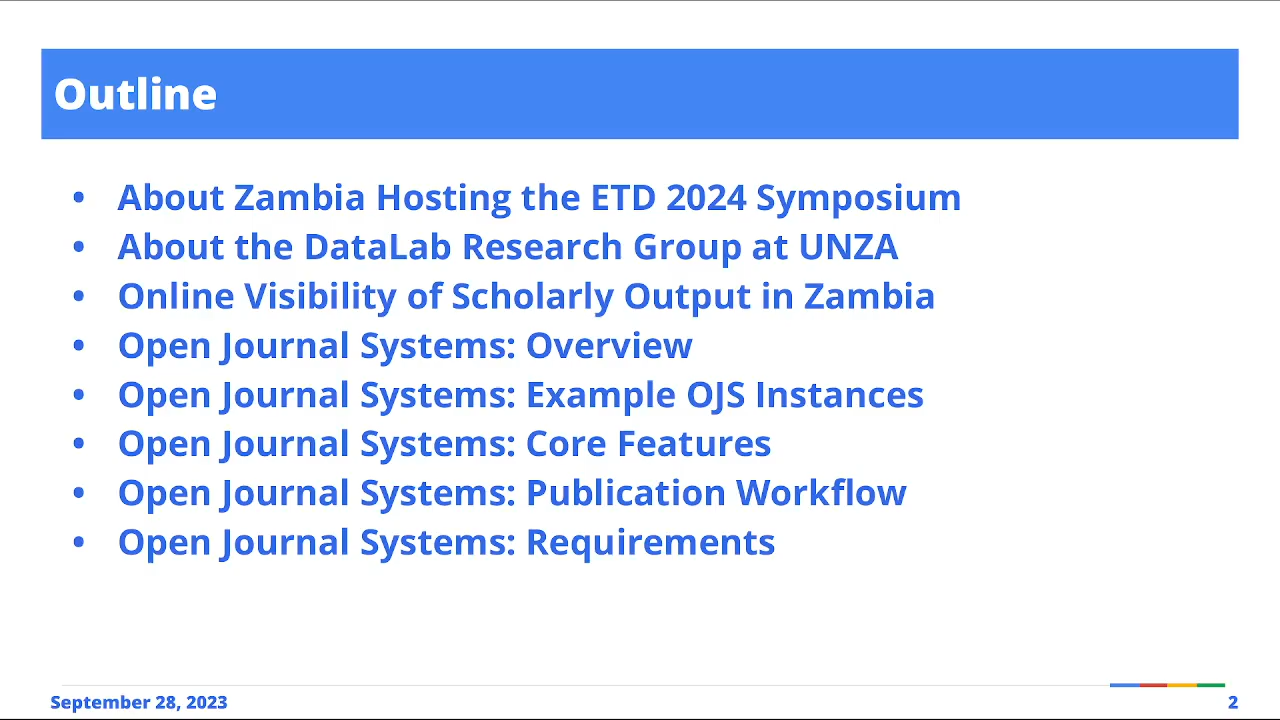 Outline
• About Zambia Hosting the ETD 2024 Symposium
• About the DataLab Research Group at UNZA
• Online Visibility of Scholarly Output in Zambia
• Open Journal Systems: Overview
• Open Journal Systems: Example OJS Instances
• Open Journal Systems: Core Features
• Open Journal Systems: Publication Workflow
• Open Journal Systems: Requirements
September 28, 2023
2